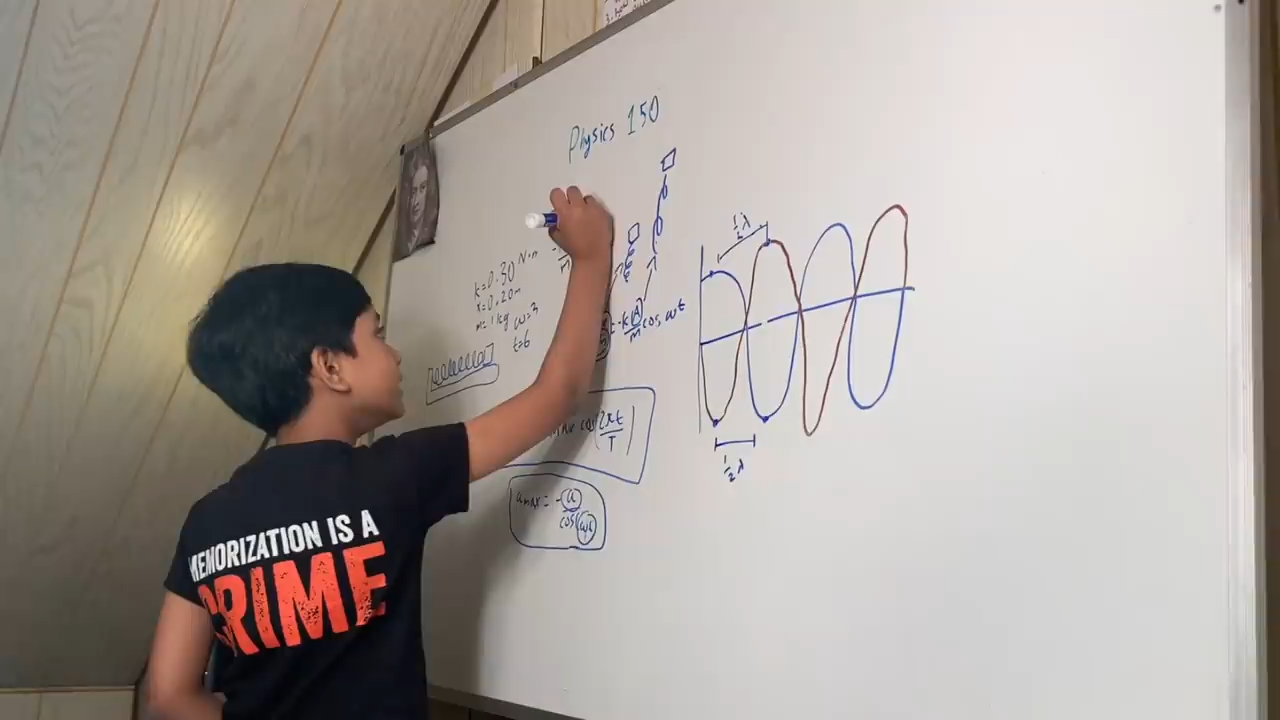 Physics 150
k=0.30 N·m
x=0.20m
m=1kg ω=3
t=6
-k(A)/m cos ωt
cos(2πt/T)
amax = -a/cos(ωt)
½λ
½λ
MEMORIZATION IS A
CRIME